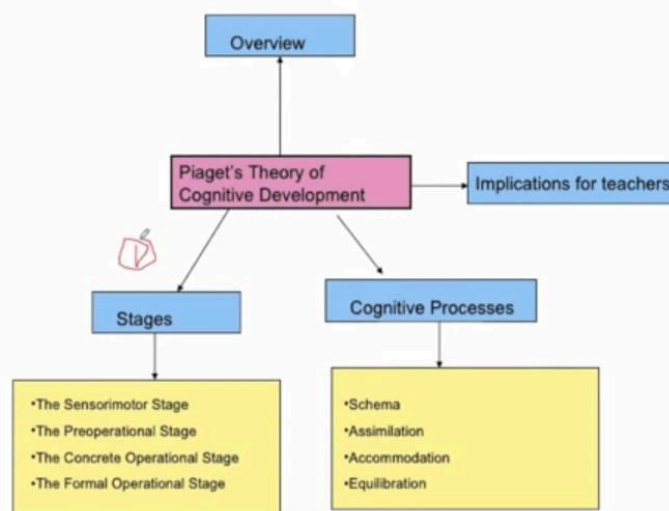 Overview
Piaget's Theory of
Cognitive Development
Implications for teachers
Stages
Cognitive Processes
•The Sensorimotor Stage
•The Preoperational Stage
•The Concrete Operational Stage
•The Formal Operational Stage
•Schema
•Assimilation
•Accommodation
•Equilibration